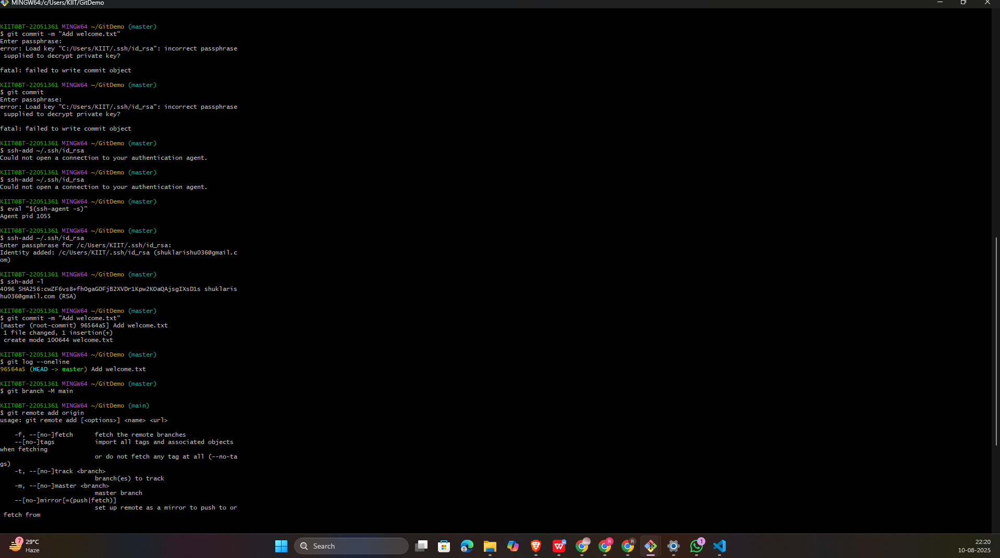 MINGW64:/c/Users/KIIT/GitDemo
KIIT@BT-22051361 MINGW64 ~/GitDemo (master)
$ git commit -m "Add welcome.txt"
Enter passphrase:
error: Load key "C:/Users/KIIT/.ssh/id_rsa": incorrect passphrase
 supplied to decrypt private key?
fatal: failed to write commit object
KIIT@BT-22051361 MINGW64 ~/GitDemo (master)
$ git commit
Enter passphrase:
error: Load key "C:/Users/KIIT/.ssh/id_rsa": incorrect passphrase
 supplied to decrypt private key?
fatal: failed to write commit object
KIIT@BT-22051361 MINGW64 ~/GitDemo (master)
$ ssh-add ~/.ssh/id_rsa
Could not open a connection to your authentication agent.
KIIT@BT-22051361 MINGW64 ~/GitDemo (master)
$ ssh-add ~/.ssh/id_rsa
Could not open a connection to your authentication agent.
KIIT@BT-22051361 MINGW64 ~/GitDemo (master)
$ eval "$(ssh-agent -s)"
Agent pid 1055
KIIT@BT-22051361 MINGW64 ~/GitDemo (master)
$ ssh-add ~/.ssh/id_rsa
Enter passphrase for /c/Users/KIIT/.ssh/id_rsa:
Identity added: /c/Users/KIIT/.ssh/id_rsa (shuklarishu036@gmail.c
om)
KIIT@BT-22051361 MINGW64 ~/GitDemo (master)
$ ssh-add -l
4096 SHA256:cwZF6vs8+fhOgaGOFjB2XVDr1Kpw2KOaQAjsgIXsD1s shuklaris
hu036@gmail.com (RSA)
KIIT@BT-22051361 MINGW64 ~/GitDemo (master)
$ git commit -m "Add welcome.txt"
[master (root-commit) 96564a5] Add welcome.txt
 1 file changed, 1 insertion(+)
 create mode 100644 welcome.txt
KIIT@BT-22051361 MINGW64 ~/GitDemo (master)
$ git log --oneline
96564a5 (HEAD -> master) Add welcome.txt
KIIT@BT-22051361 MINGW64 ~/GitDemo (master)
$ git branch -M main
KIIT@BT-22051361 MINGW64 ~/GitDemo (main)
$ git remote add origin
usage: git remote add [<options>] <name> <url>
    -f, --[no-]fetch      fetch the remote branches
    --[no-]tags           import all tags and associated objects
when fetching
                          or do not fetch any tag at all (--no-ta
gs)
    -t, --[no-]track <branch>
                          branch(es) to track
    -m, --[no-]master <branch>
                          master branch
    --[no-]mirror[=(push|fetch)]
                          set up remote as a mirror to push to or
 fetch from
7
29°C
Haze
Search
R
R
1
22:20
10-08-2025